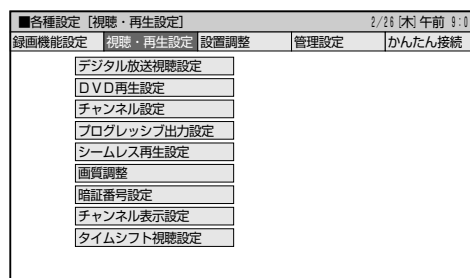 ■各種設定［視聴・再生設定］ 2/26[木]午前 9:0
録画機能設定 視聴・再生設定 設置調整 管理設定 かんたん接続
デジタル放送視聴設定
ＤＶＤ再生設定
チャンネル設定
プログレッシブ出力設定
シームレス再生設定
画質調整
暗証番号設定
チャンネル表示設定
タイムシフト視聴設定